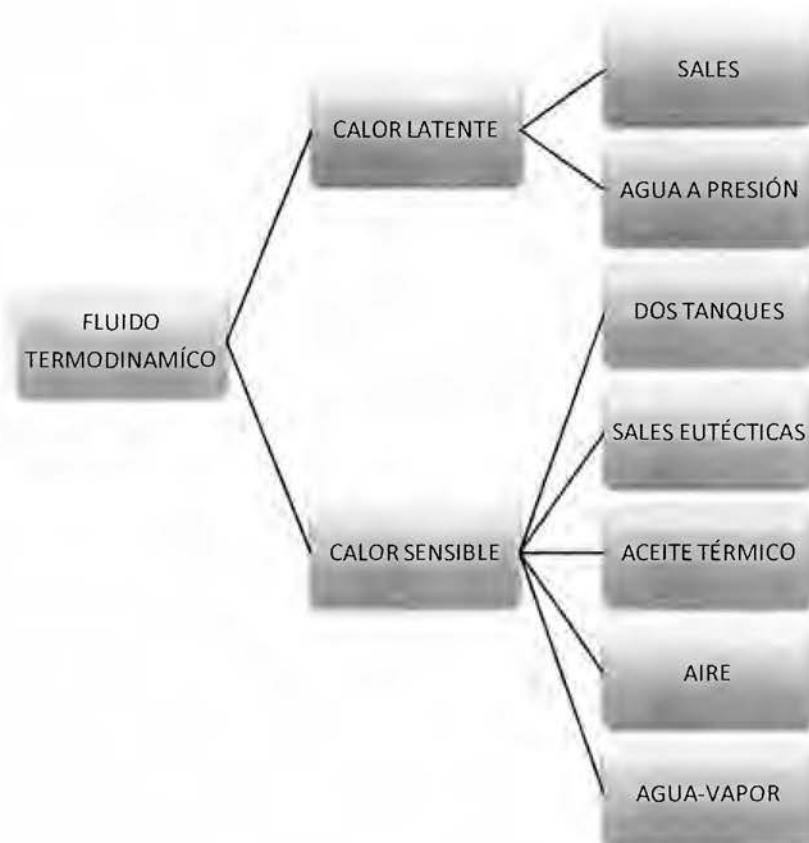 SALES
CALOR LATENTE
AGUA A PRESIÓN
DOS TANQUES
FLUIDO
TERMODINAMÍCO
SALES EUTÉCTICAS
CALOR SENSIBLE
ACEITE TÉRMICO
AIRE
AGUA-VAPOR